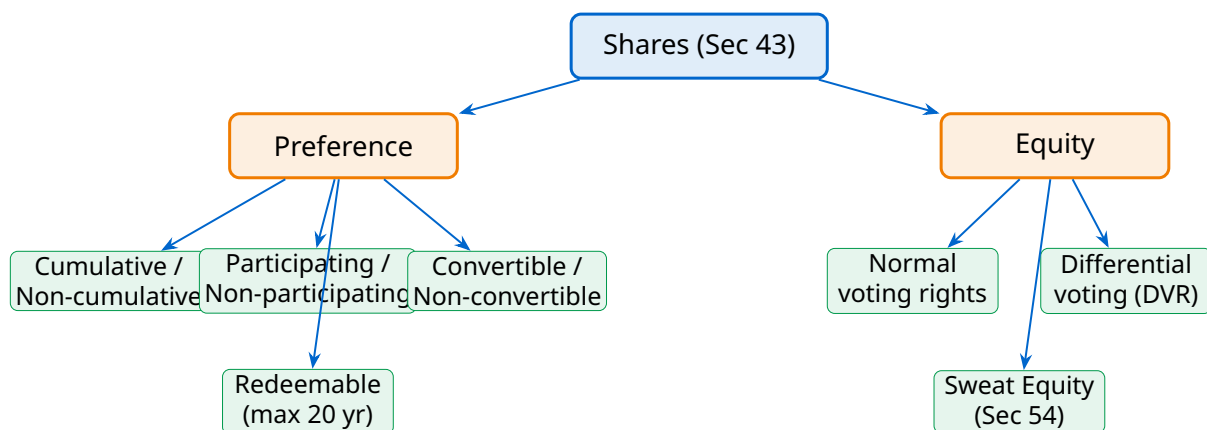 Shares (Sec 43)
Preference
Equity
Cumulative /
Non-cumulative
Participating /
Non-participating
Convertible /
Non-convertible
Normal
voting rights
Differential
voting (DVR)
Redeemable
(max 20 yr)
Sweat Equity
(Sec 54)